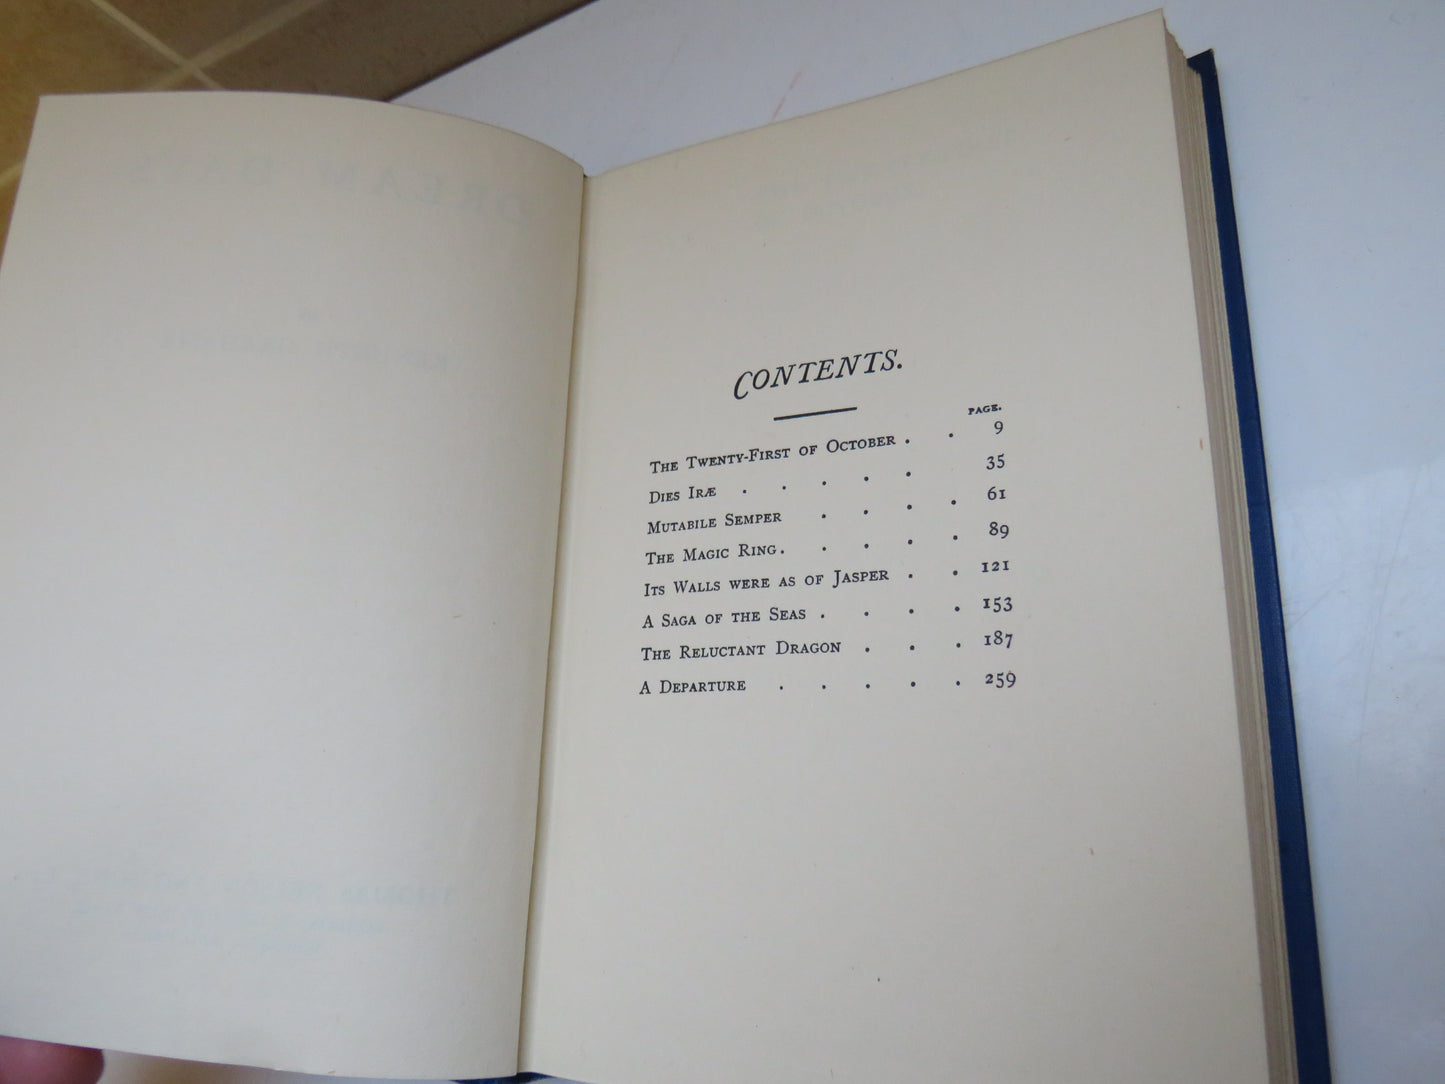 CONTENTS.
PAGE.
THE TWENTY-FIRST OF OCTOBER . . 9
DIES IRÆ . . . . . 35
MUTABILE SEMPER . . . . 61
THE MAGIC RING . . . . . 89
ITS WALLS WERE AS OF JASPER . . 121
A SAGA OF THE SEAS . . . . 153
THE RELUCTANT DRAGON . . . 187
A DEPARTURE . . . . . 259